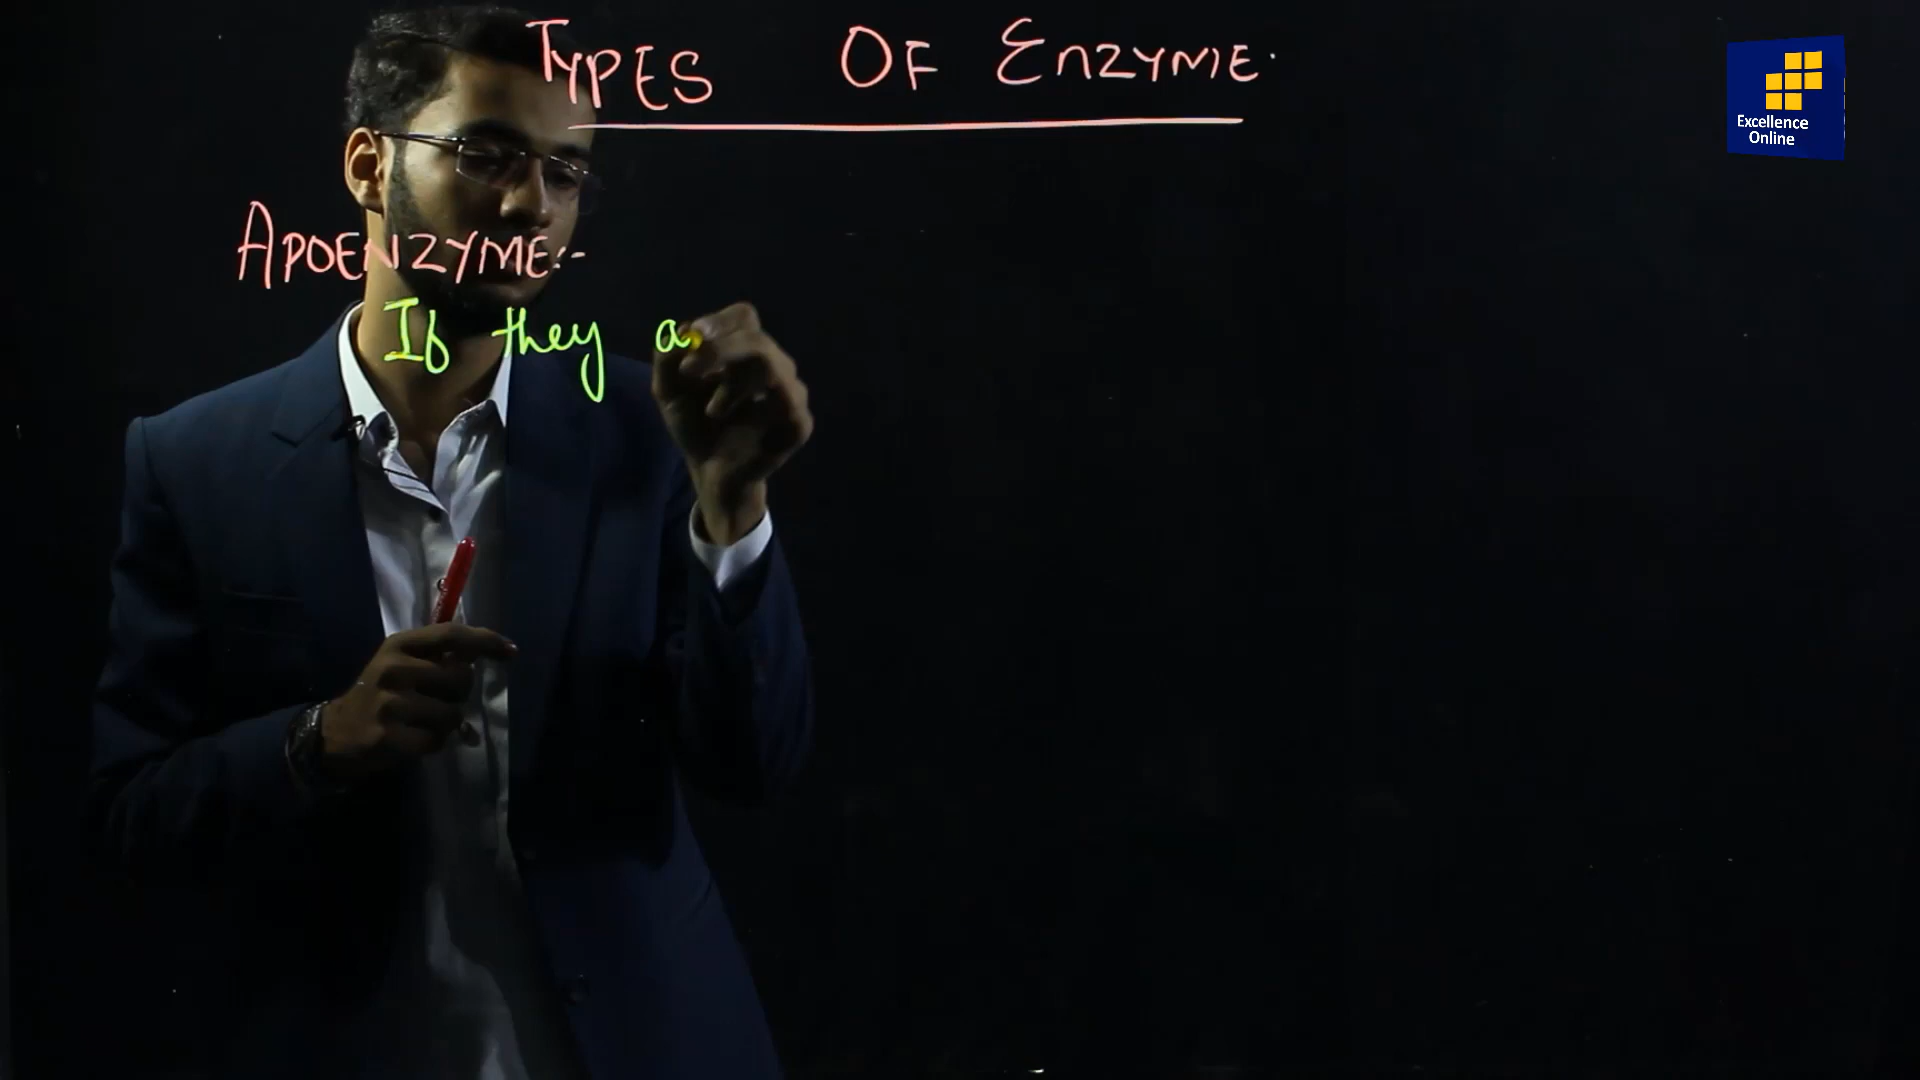 TYPES OF ENZYME.
Excellence
Online
APOENZYME:-
If they a